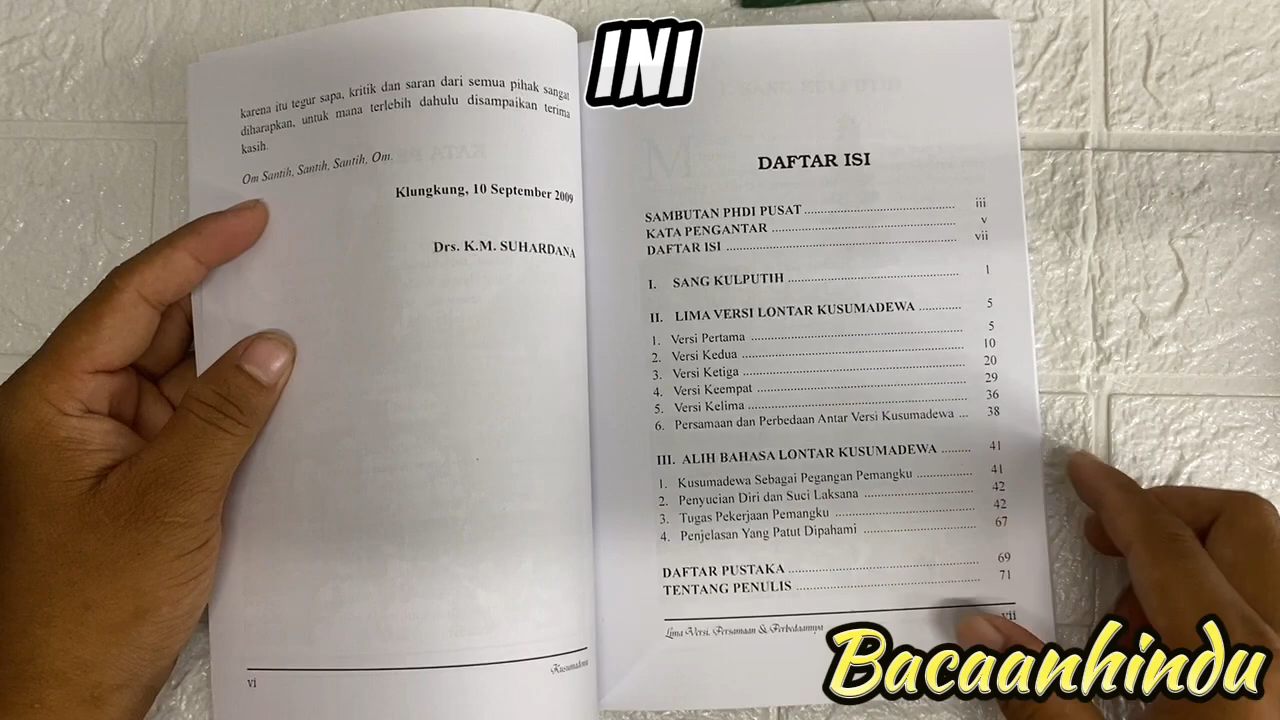 INI
karena itu tegur sapa, kritik dan saran dari semua pihak sangat
diharapkan, untuk mana terlebih dahulu disampaikan terima
kasih.
Om Santih, Santih, Santih, Om.
Klungkung, 10 September 2009
Drs. K.M. SUHARDANA
vi
Kusumadewa
DAFTAR ISI
SAMBUTAN PHDI PUSAT ........ iii
KATA PENGANTAR ........ v
DAFTAR ISI ........ vii
I. SANG KULPUTIH ........ 1
II. LIMA VERSI LONTAR KUSUMADEWA ........ 5
1. Versi Pertama ........ 5
2. Versi Kedua ........ 10
3. Versi Ketiga ........ 20
4. Versi Keempat ........ 29
5. Versi Kelima ........ 36
6. Persamaan dan Perbedaan Antar Versi Kusumadewa ... 38
III. ALIH BAHASA LONTAR KUSUMADEWA ........ 41
1. Kusumadewa Sebagai Pegangan Pemangku ........ 41
2. Penyucian Diri dan Suci Laksana ........ 42
3. Tugas Pekerjaan Pemangku ........ 42
4. Penjelasan Yang Patut Dipahami ........ 67
DAFTAR PUSTAKA ........ 69
TENTANG PENULIS ........ 71
Lima Versi, Persamaan & Perbedaannya
vii
Bacaanhindu